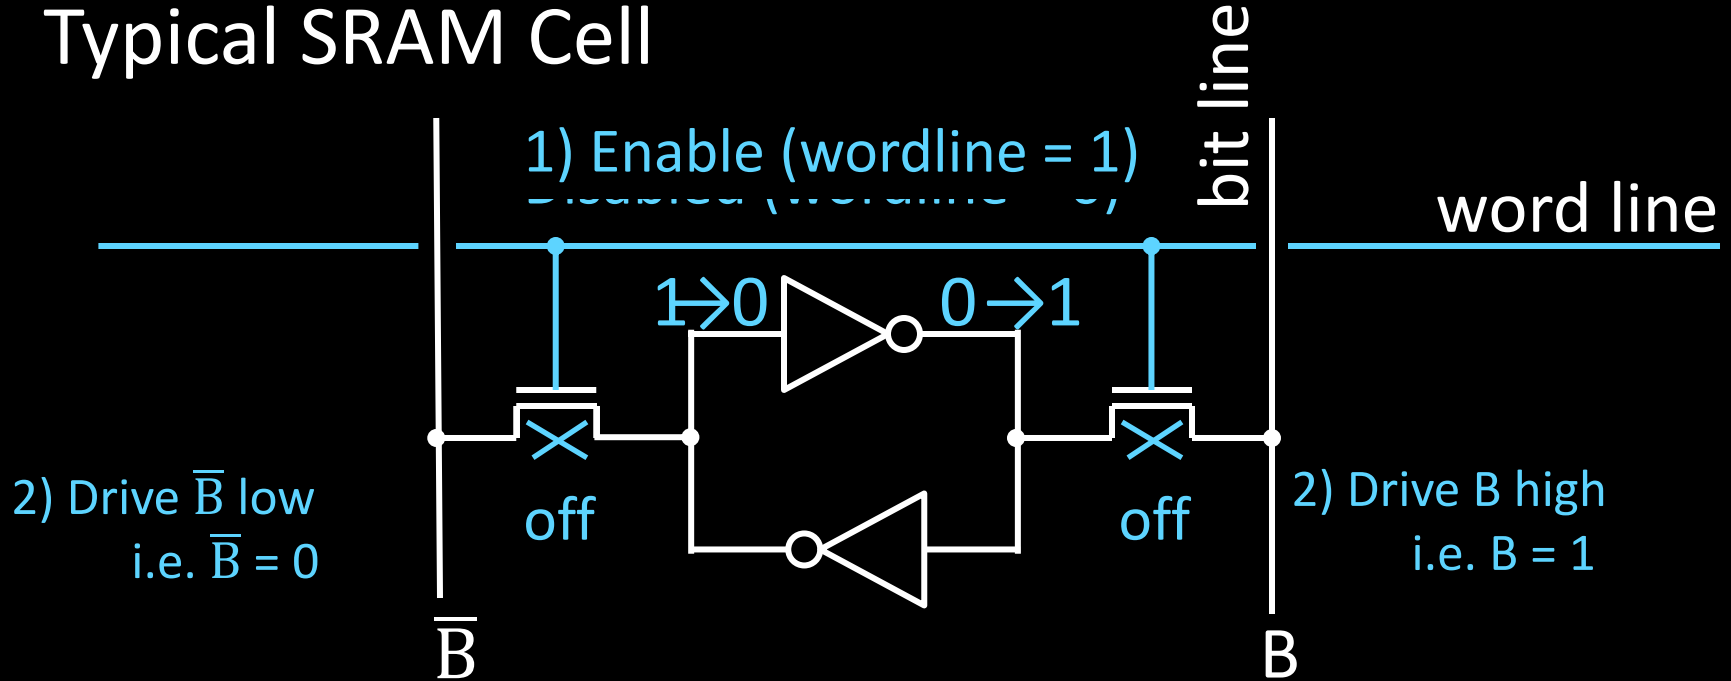 Typical SRAM Cell
bit line
1) Enable (wordline = 1)
word line
1→0
0→1
2) Drive B̅ low
i.e. B̅ = 0
off
off
2) Drive B high
i.e. B = 1
B̅
B